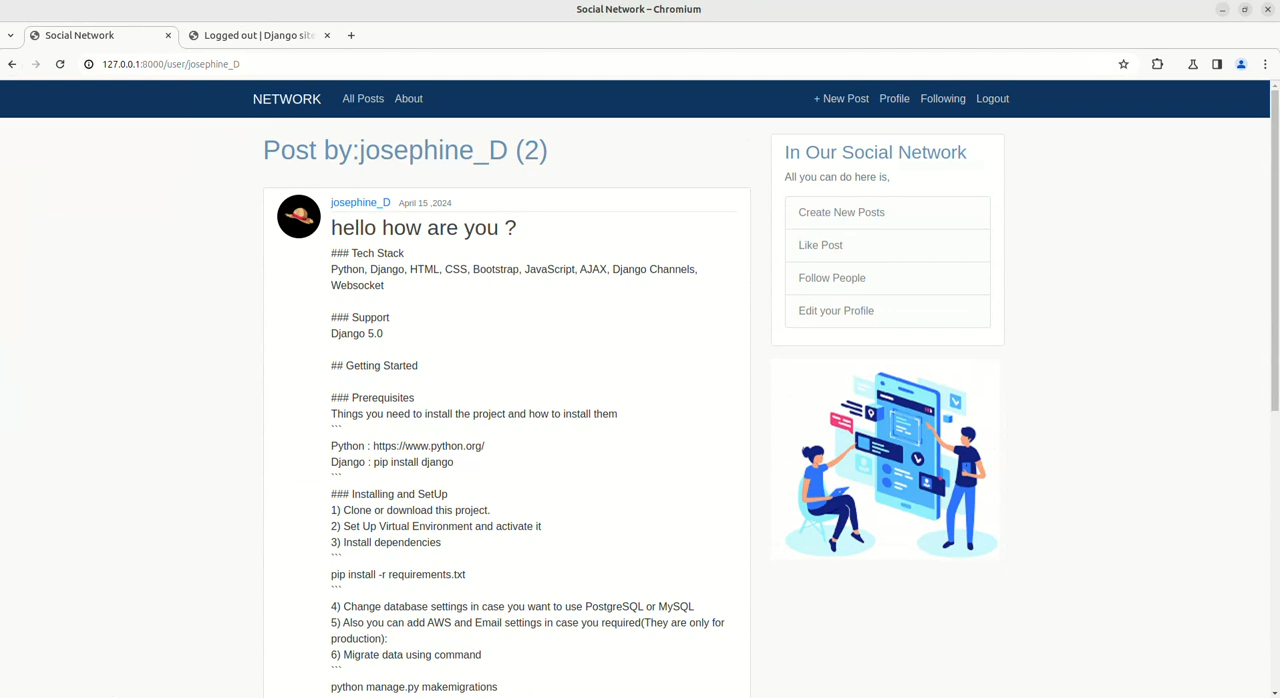 Social Network – Chromium
Social Network
Logged out | Django site
127.0.0.1:8000/user/josephine_D
NETWORK All Posts About + New Post Profile Following Logout
Post by:josephine_D (2)
josephine_D April 15 ,2024
hello how are you ?
### Tech Stack
Python, Django, HTML, CSS, Bootstrap, JavaScript, AJAX, Django Channels,
Websocket
### Support
Django 5.0
## Getting Started
### Prerequisites
Things you need to install the project and how to install them
```
Python : https://www.python.org/
Django : pip install django
```
### Installing and SetUp
1) Clone or download this project.
2) Set Up Virtual Environment and activate it
3) Install dependencies
```
pip install -r requirements.txt
```
4) Change database settings in case you want to use PostgreSQL or MySQL
5) Also you can add AWS and Email settings in case you required(They are only for
production):
6) Migrate data using command
```
python manage.py makemigrations
In Our Social Network
All you can do here is,
Create New Posts
Like Post
Follow People
Edit your Profile